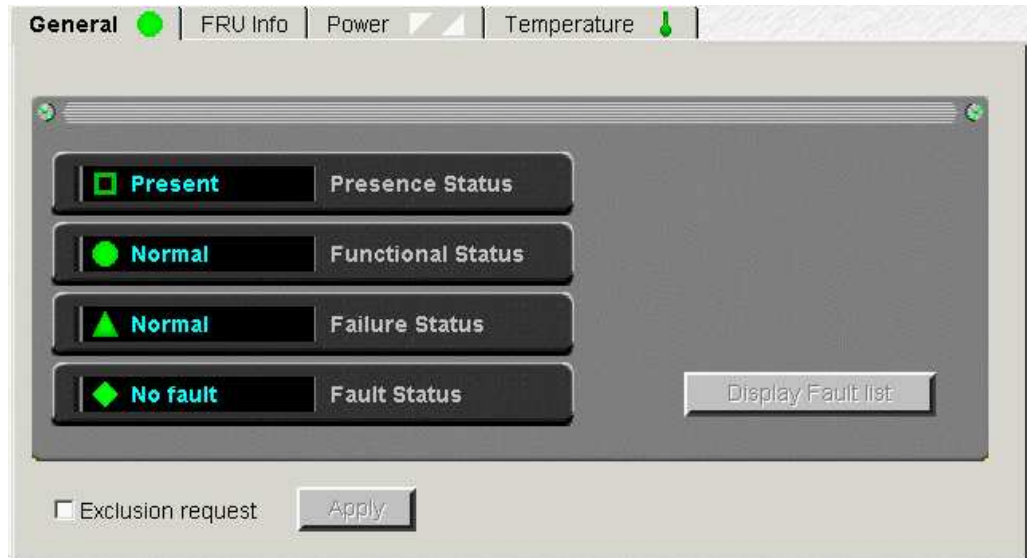 General FRU Info Power Temperature
Present Presence Status
Normal Functional Status
Normal Failure Status
No fault Fault Status
Display Fault list
Exclusion request Apply